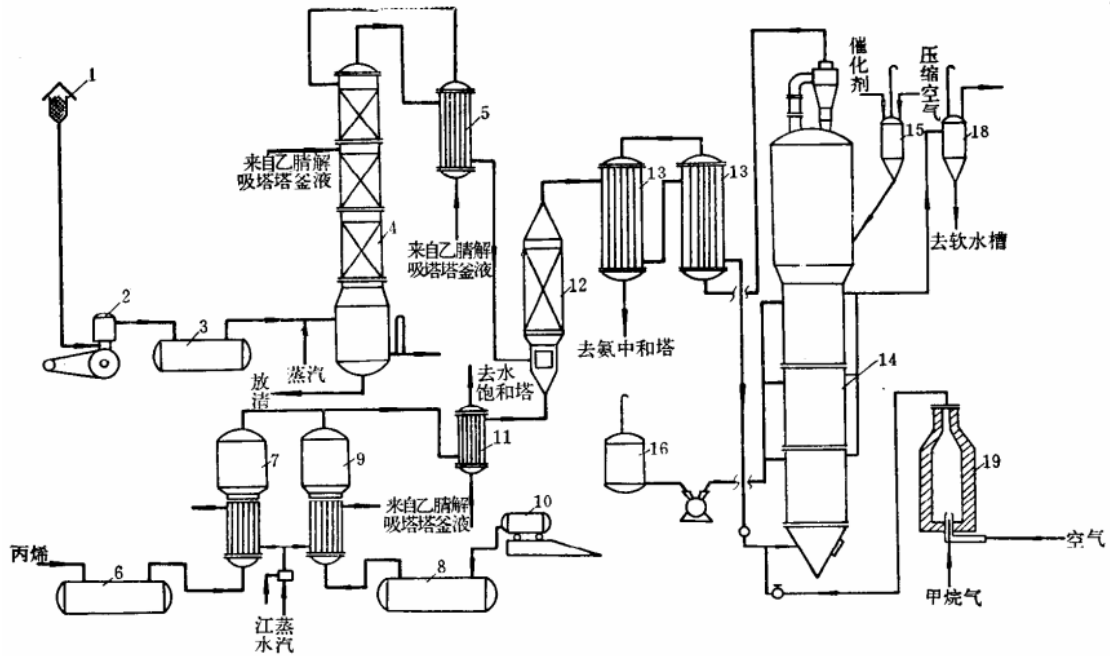 1
2
3
来自乙腈解
吸塔塔釜液
4
蒸汽
放
清
5
来自乙腈解
吸塔塔釜液
12
13
13
去氨中和塔
催化剂
压缩空气
15
18
去软水槽
14
16
19
空气
甲烷气
去水
饱和塔
11
来自乙腈解
吸塔塔釜液
7
9
10
丙烯
6
8
江水
蒸汽